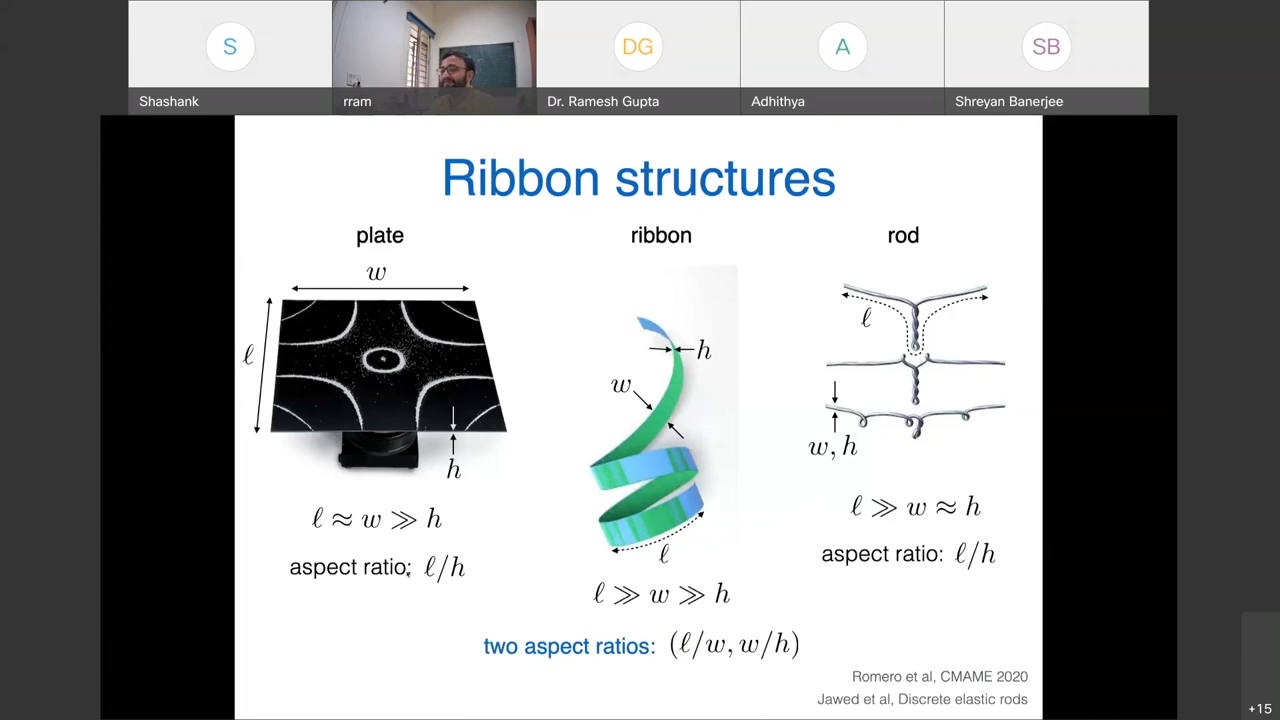 S
DG
A
SB
Shashank
rram
Dr. Ramesh Gupta
Adhithya
Shreyan Banerjee
Ribbon structures
plate
ribbon
rod
w
ℓ
h
ℓ ≈ w ≫ h
aspect ratio: ℓ/h
h
w
ℓ
ℓ ≫ w ≫ h
ℓ
w, h
ℓ ≫ w ≈ h
aspect ratio: ℓ/h
two aspect ratios: (ℓ/w, w/h)
Romero et al, CMAME 2020
Jawed et al, Discrete elastic rods
+15